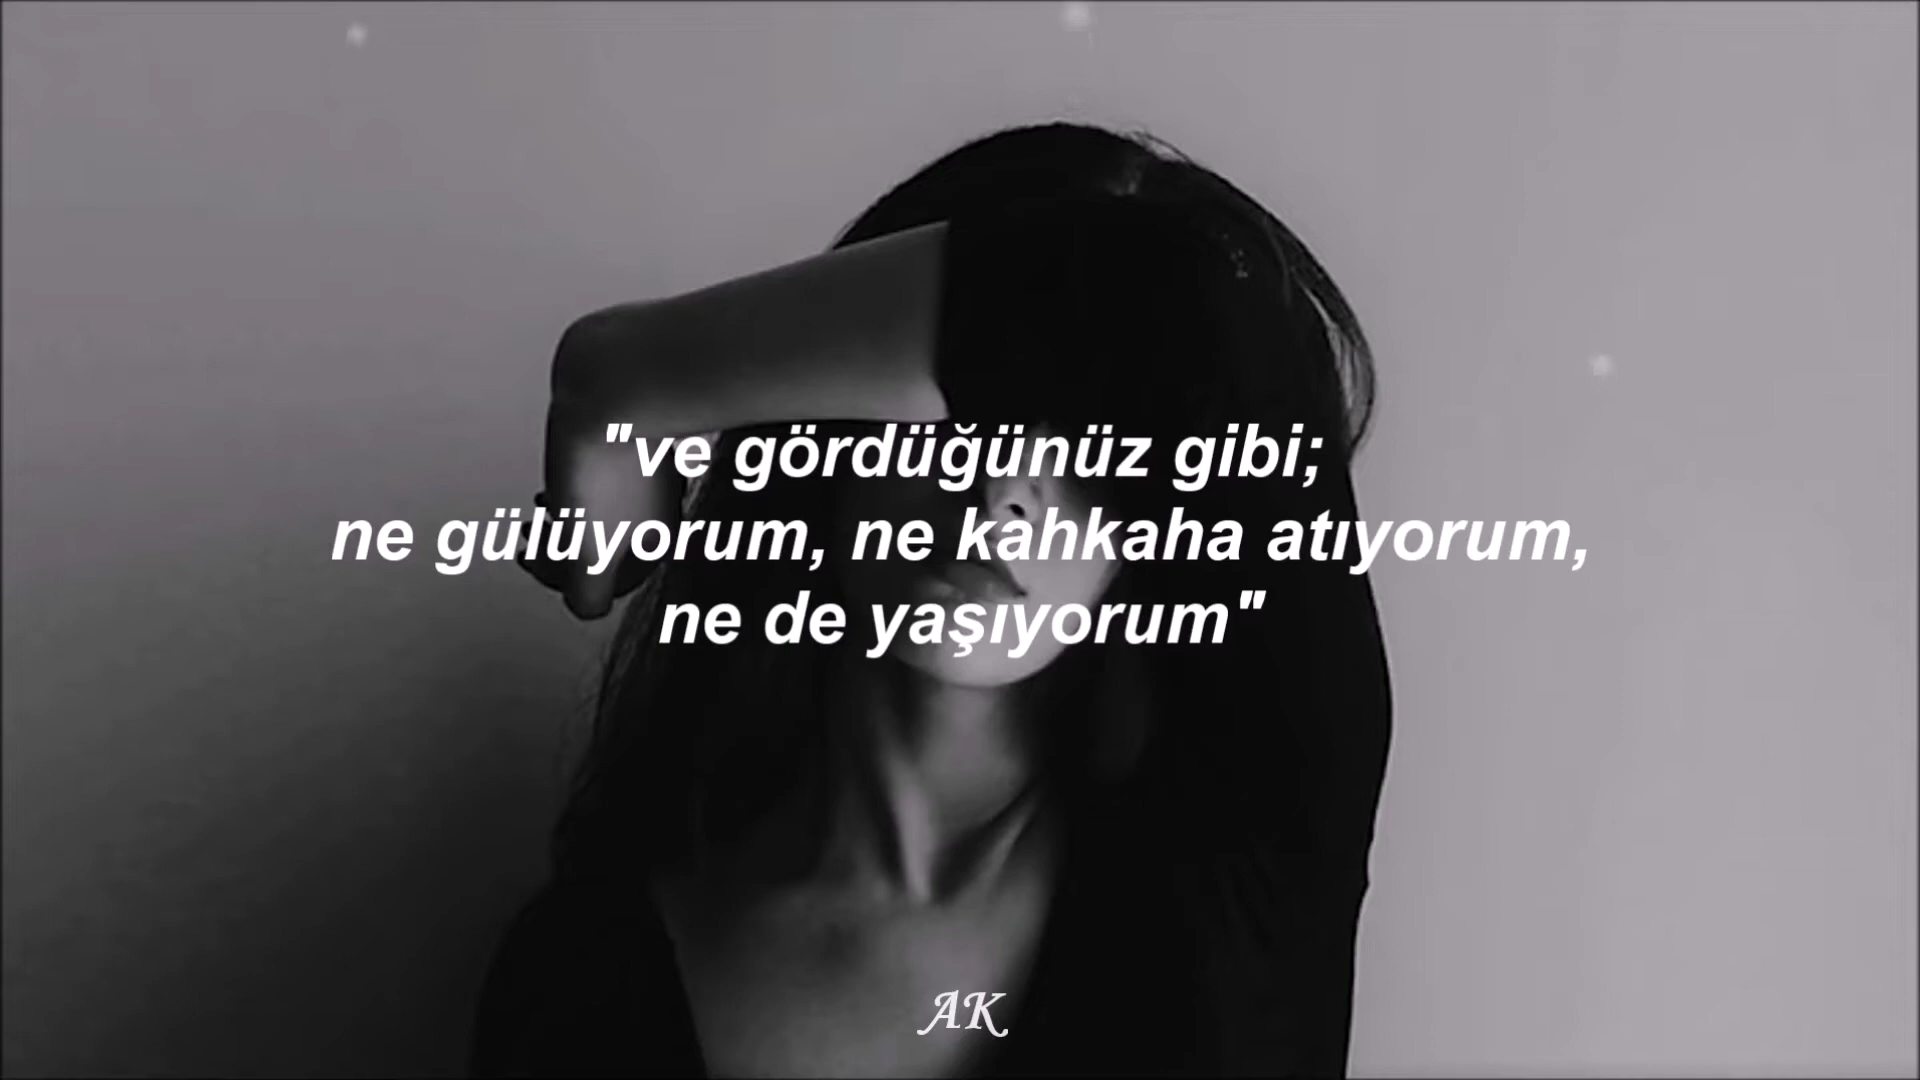 "ve gördüğünüz gibi;
ne gülüyorum, ne kahkaha atıyorum,
ne de yaşıyorum"
AK